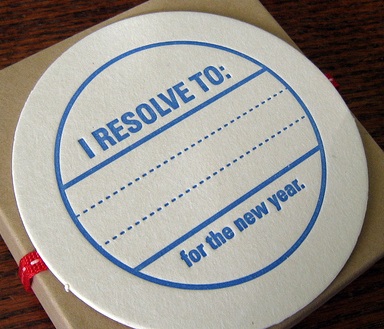 I RESOLVE TO:
for the new year.